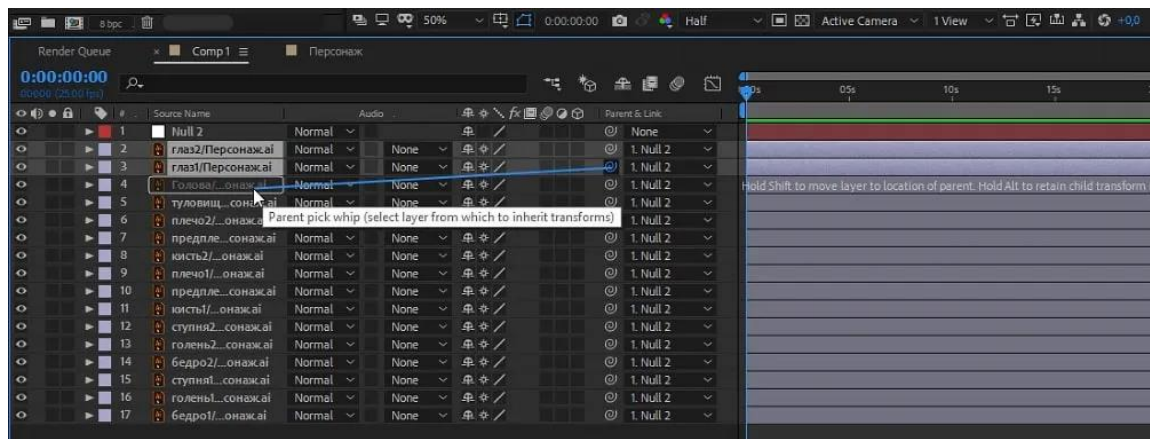 8 bpc 50% 0:00:00:00 Half Active Camera 1 View +0,0
Render Queue × Comp 1 Персонаж
0:00:00:00
00000 (25.00 fps) 05s 10s 15s
# Source Name Audio fx Parent & Link
1 Null 2 Normal None
2 глаз2/Персонаж.ai Normal None 1. Null 2
3 глаз1/Персонаж.ai Normal None 1. Null 2
4 Голова/...онаж.ai Normal None 1. Null 2 Hold Shift to move layer to location of parent. Hold Alt to retain child transform
5 туловищ...сонаж.ai Normal None 1. Null 2
6 плечо2/...онаж.a Parent pick whip (select layer from which to inherit transforms) 1. Null 2
7 предпле...сонаж.ai Normal None 1. Null 2
8 кисть2/...онаж.ai Normal None 1. Null 2
9 плечо1/...онаж.ai Normal None 1. Null 2
10 предпле...сонаж.ai Normal None 1. Null 2
11 кисть1/...онаж.ai Normal None 1. Null 2
12 ступня2...сонаж.ai Normal None 1. Null 2
13 голень2...сонаж.ai Normal None 1. Null 2
14 бедро2/...онаж.ai Normal None 1. Null 2
15 ступня1...сонаж.ai Normal None 1. Null 2
16 голень1...сонаж.ai Normal None 1. Null 2
17 бедро1/...онаж.ai Normal None 1. Null 2